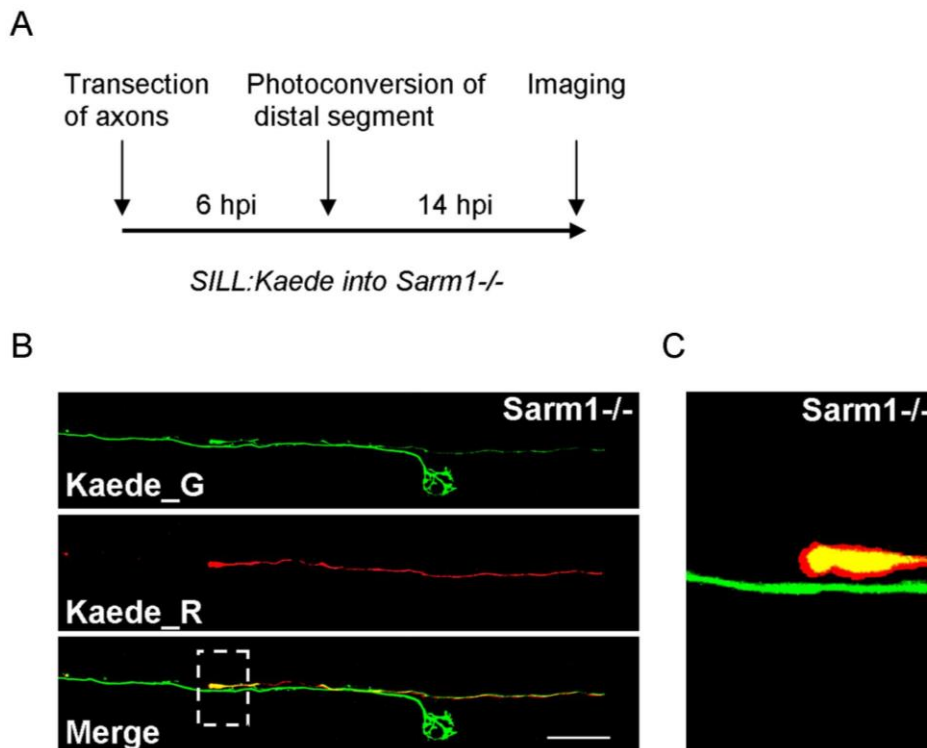 A
Transection
of axons
Photoconversion of
distal segment
Imaging
6 hpi
14 hpi
SILL:Kaede into Sarm1-/-
B
Sarm1-/-
Kaede_G
Kaede_R
Merge
C
Sarm1-/-